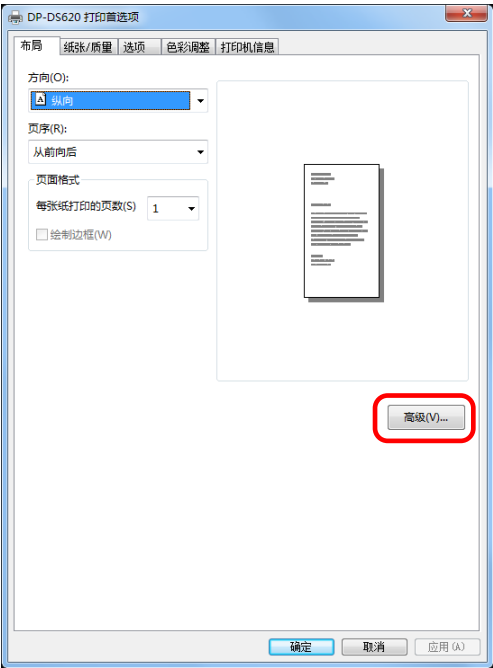 DP-DS620 打印首选项
布局 纸张/质量 选项 色彩调整 打印机信息
方向(O):
A 纵向
页序(R):
从前向后
页面格式
每张纸打印的页数(S) 1
绘制边框(W)
高级(V)...
确定 取消 应用(A)